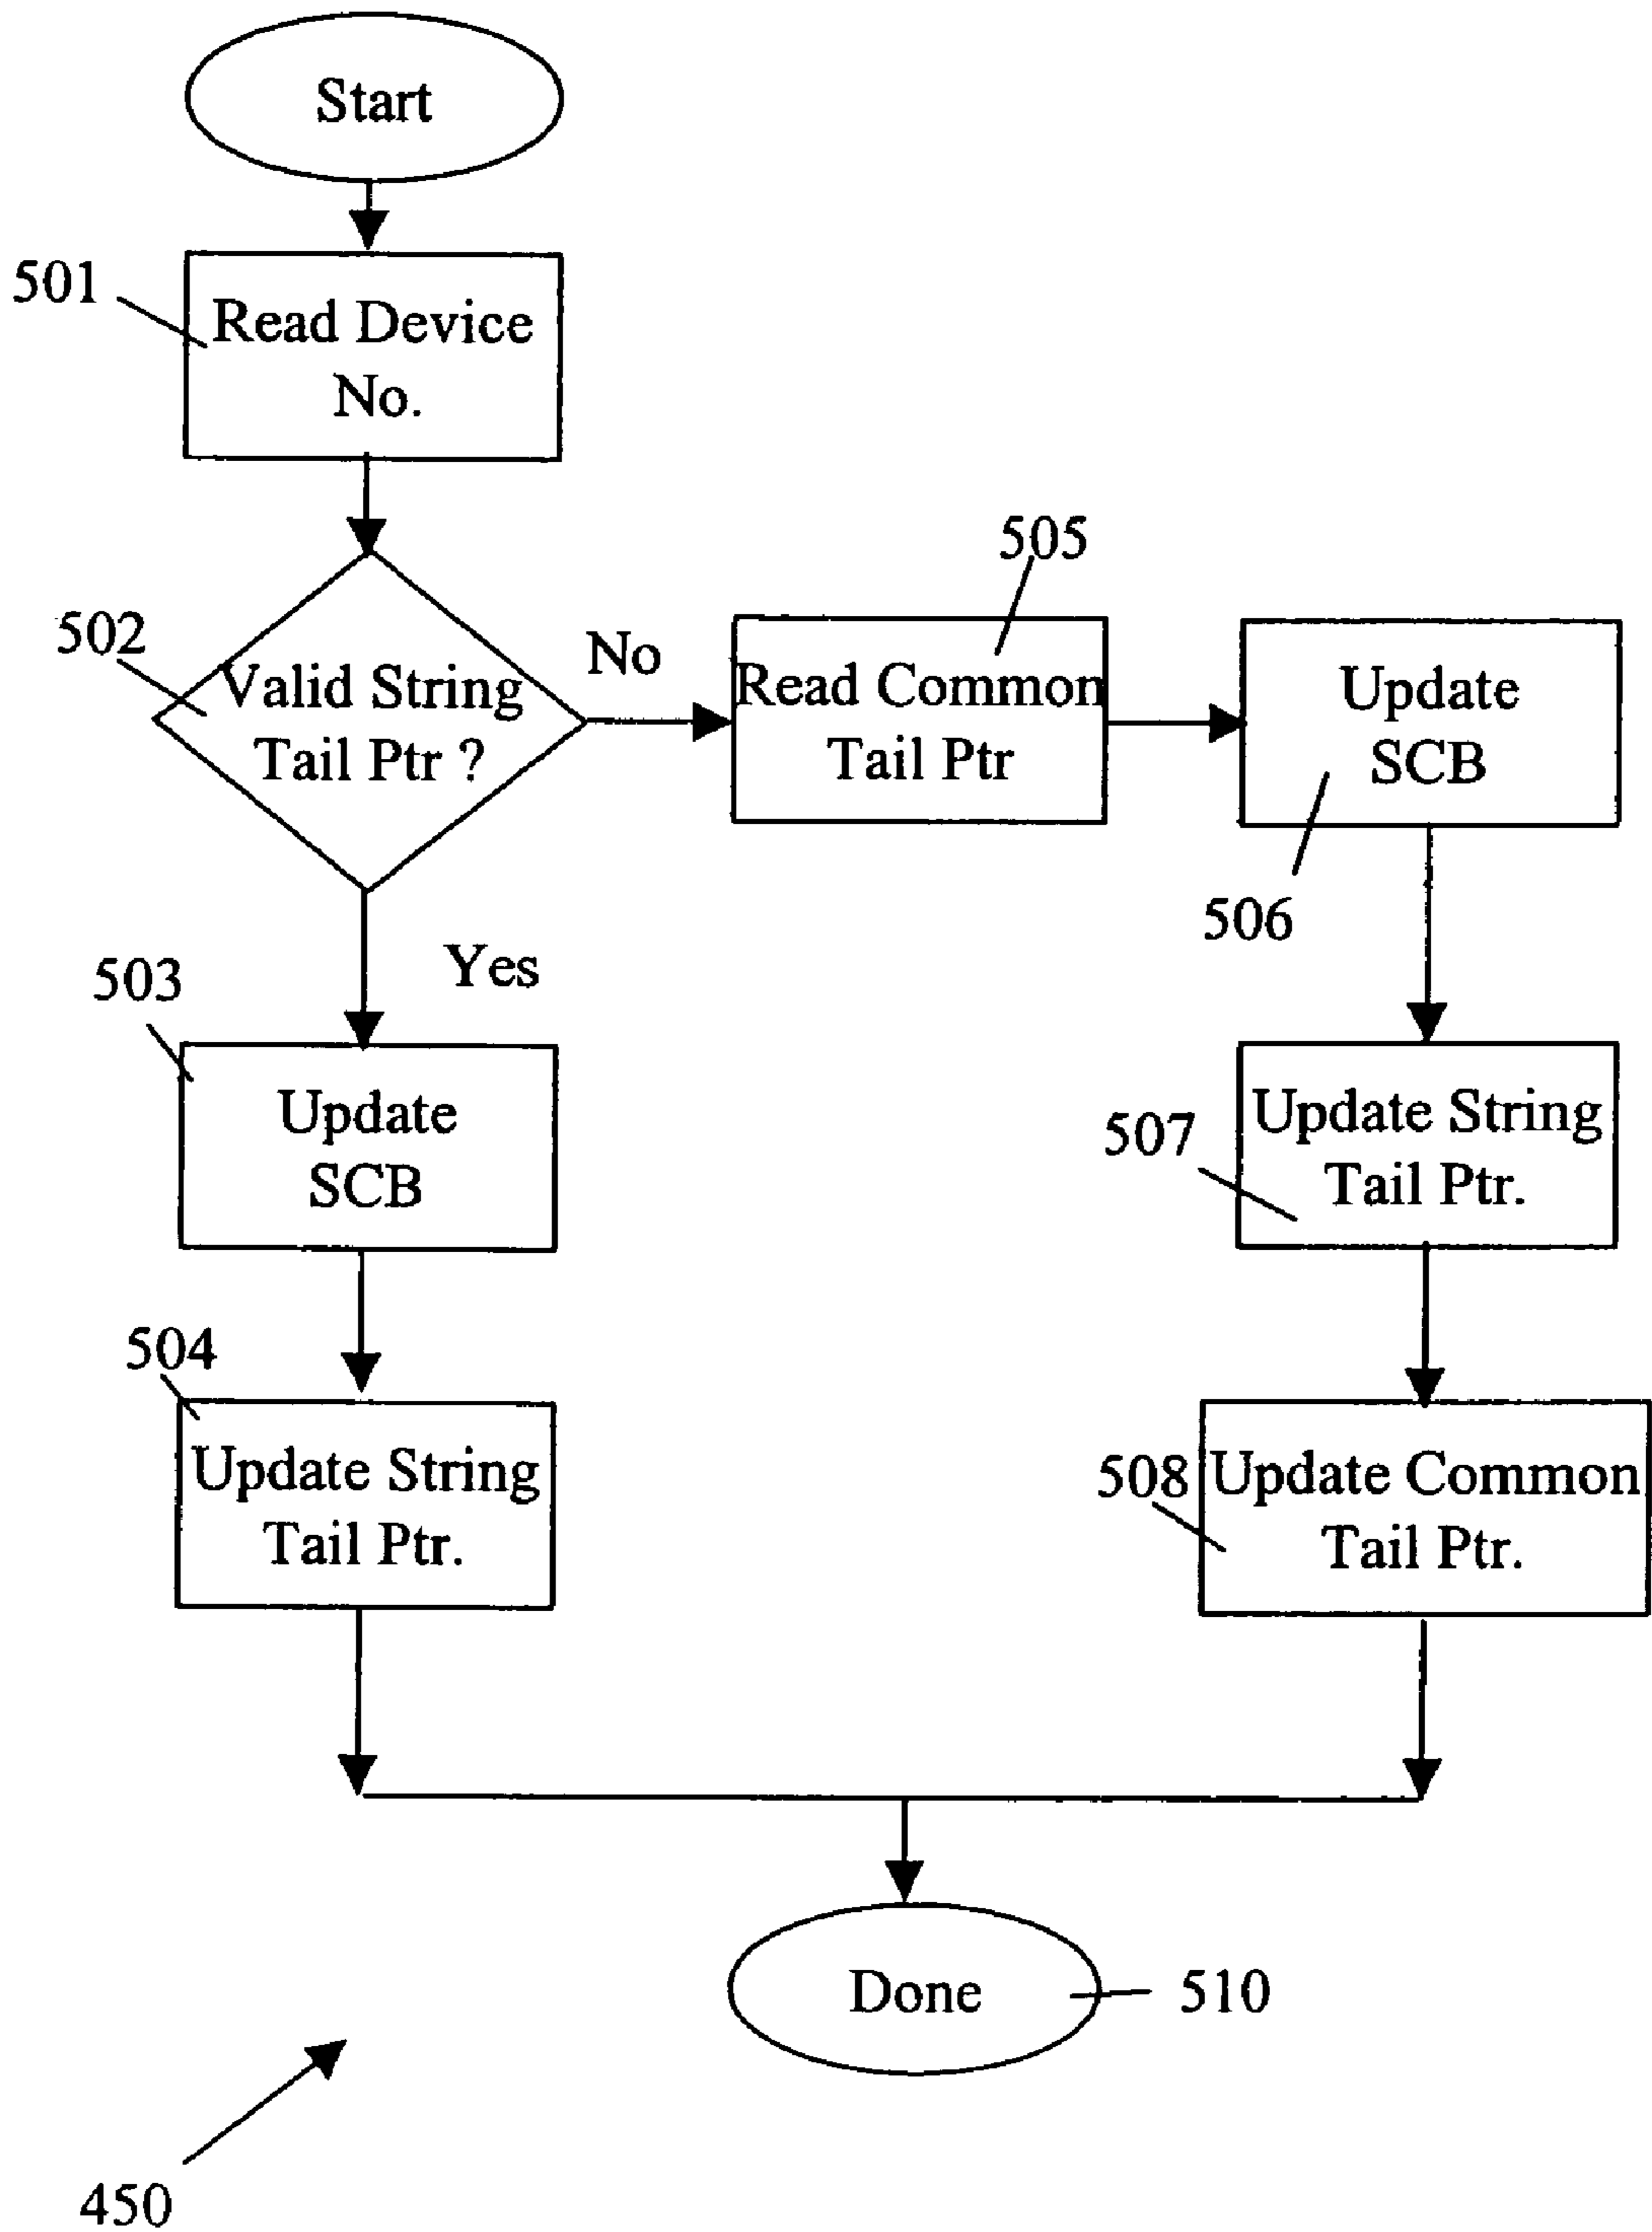 Start
501
Read Device
No.
502
Valid String
Tail Ptr ?
No
505
Read Common
Tail Ptr
Update
SCB
506
Yes
503
Update
SCB
507
Update String
Tail Ptr.
504
Update String
Tail Ptr.
508
Update Common
Tail Ptr.
Done
510
450